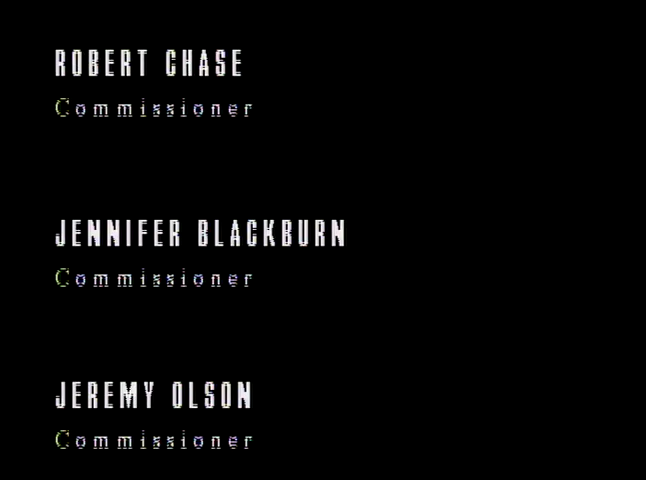 ROBERT CHASE
Commissioner
JENNIFER BLACKBURN
Commissioner
JEREMY OLSON
Commissioner